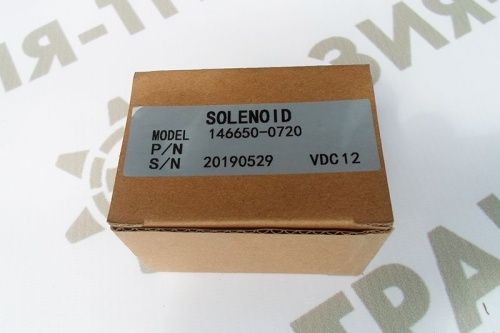 SOLENOID
MODEL 146650-0720
P/N
S/N 20190529 VDC12